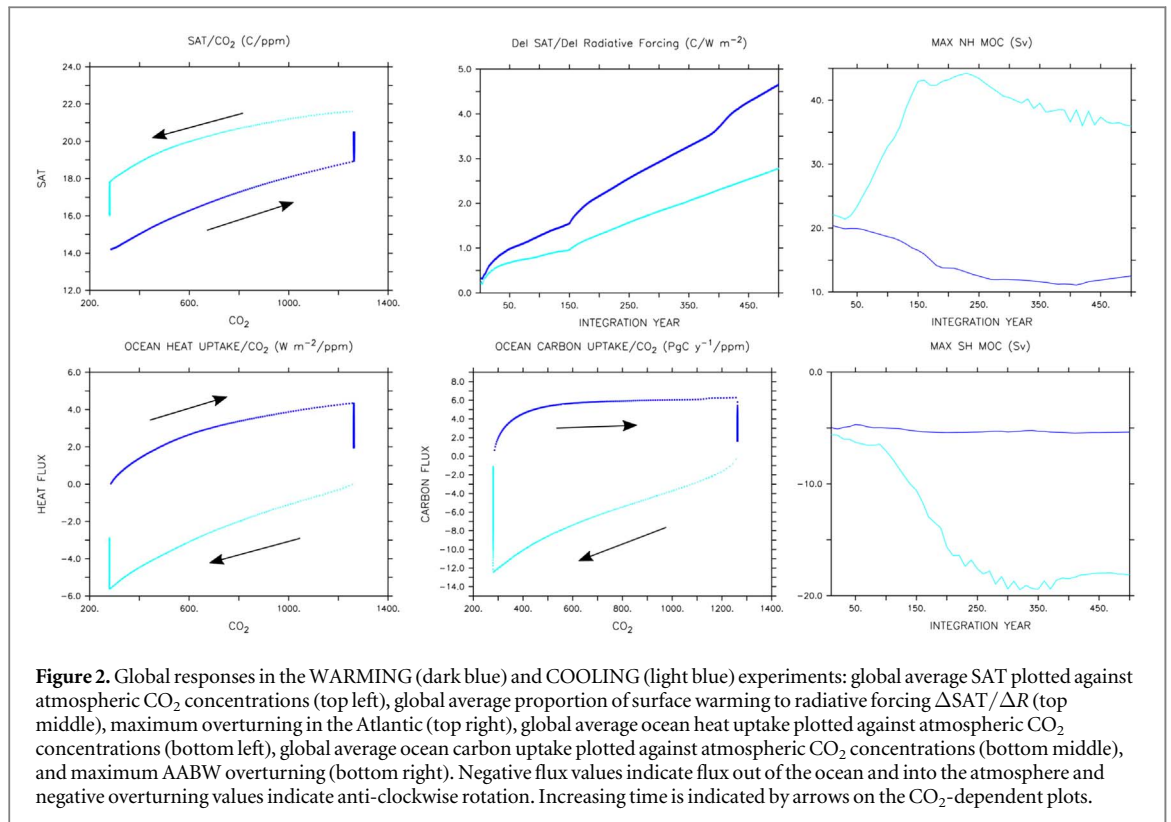 SAT/CO₂ (C/ppm)
24.0
22.0
20.0
18.0
16.0
14.0
12.0
SAT
200. 600. 1000. 1400.
CO₂
Del SAT/Del Radiative Forcing (C/W m⁻²)
5.0
4.0
3.0
2.0
1.0
0.0
50. 150. 250. 350. 450.
INTEGRATION YEAR
MAX NH MOC (Sv)
40.
30.
20.
10.
50. 150. 250. 350. 450.
INTEGRATION YEAR
OCEAN HEAT UPTAKE/CO₂ (W m⁻²/ppm)
6.0
4.0
2.0
0.0
−2.0
−4.0
−6.0
HEAT FLUX
200. 600. 1000. 1400.
CO₂
OCEAN CARBON UPTAKE/CO₂ (PgC y⁻¹/ppm)
8.0
6.0
4.0
2.0
0.0
−2.0
−4.0
−6.0
−8.0
−10.0
−12.0
−14.0
CARBON FLUX
200. 400. 600. 800. 1000. 1200. 1400.
CO₂
MAX SH MOC (Sv)
0.0
−10.0
−20.0
50. 150. 250. 350. 450.
INTEGRATION YEAR
Figure 2. Global responses in the WARMING (dark blue) and COOLING (light blue) experiments: global average SAT plotted against
atmospheric CO₂ concentrations (top left), global average proportion of surface warming to radiative forcing ΔSAT/ΔR (top
middle), maximum overturning in the Atlantic (top right), global average ocean heat uptake plotted against atmospheric CO₂
concentrations (bottom left), global average ocean carbon uptake plotted against atmospheric CO₂ concentrations (bottom middle),
and maximum AABW overturning (bottom right). Negative flux values indicate flux out of the ocean and into the atmosphere and
negative overturning values indicate anti-clockwise rotation. Increasing time is indicated by arrows on the CO₂-dependent plots.